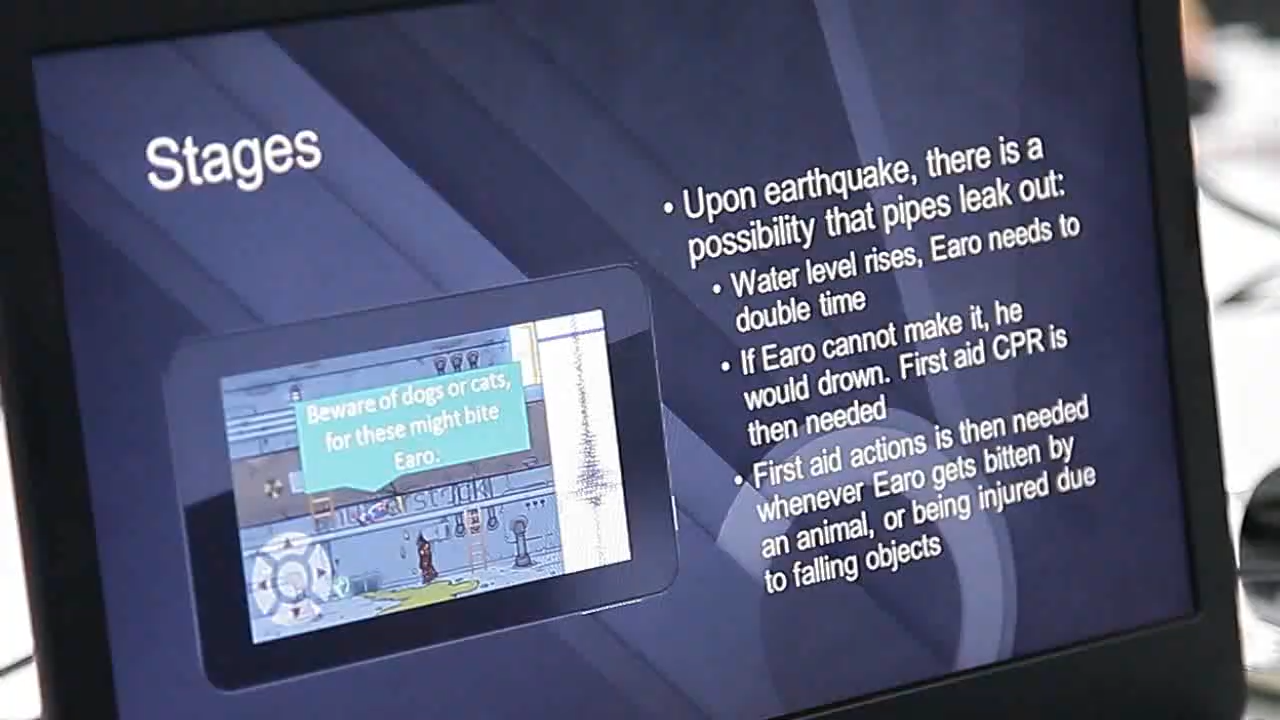 Stages
• Upon earthquake, there is a
possibility that pipes leak out:
• Water level rises, Earo needs to
double time
• If Earo cannot make it, he
would drown. First aid CPR is
then needed
• First aid actions is then needed
whenever Earo gets bitten by
an animal, or being injured due
to falling objects
Beware of dogs or cats,
for these might bite
Earo.